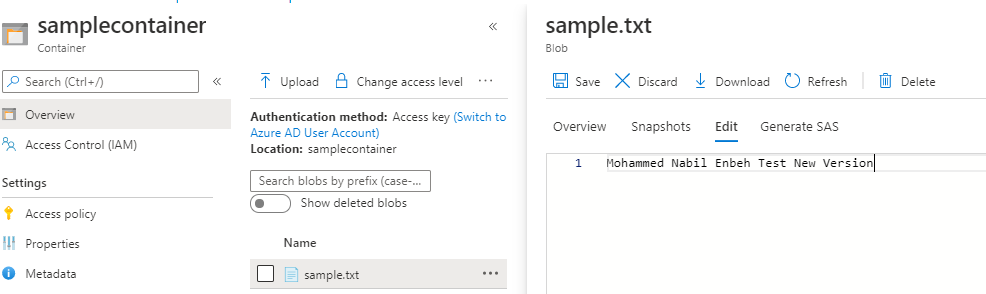 samplecontainer
Container
Search (Ctrl+/)
Overview
Access Control (IAM)
Settings
Access policy
Properties
Metadata
Upload
Change access level
Authentication method: Access key (Switch to
Azure AD User Account)
Location: samplecontainer
Search blobs by prefix (case-...
Show deleted blobs
Name
sample.txt
sample.txt
Blob
Save
Discard
Download
Refresh
Delete
Overview
Snapshots
Edit
Generate SAS
1 Mohammed Nabil Enbeh Test New Version